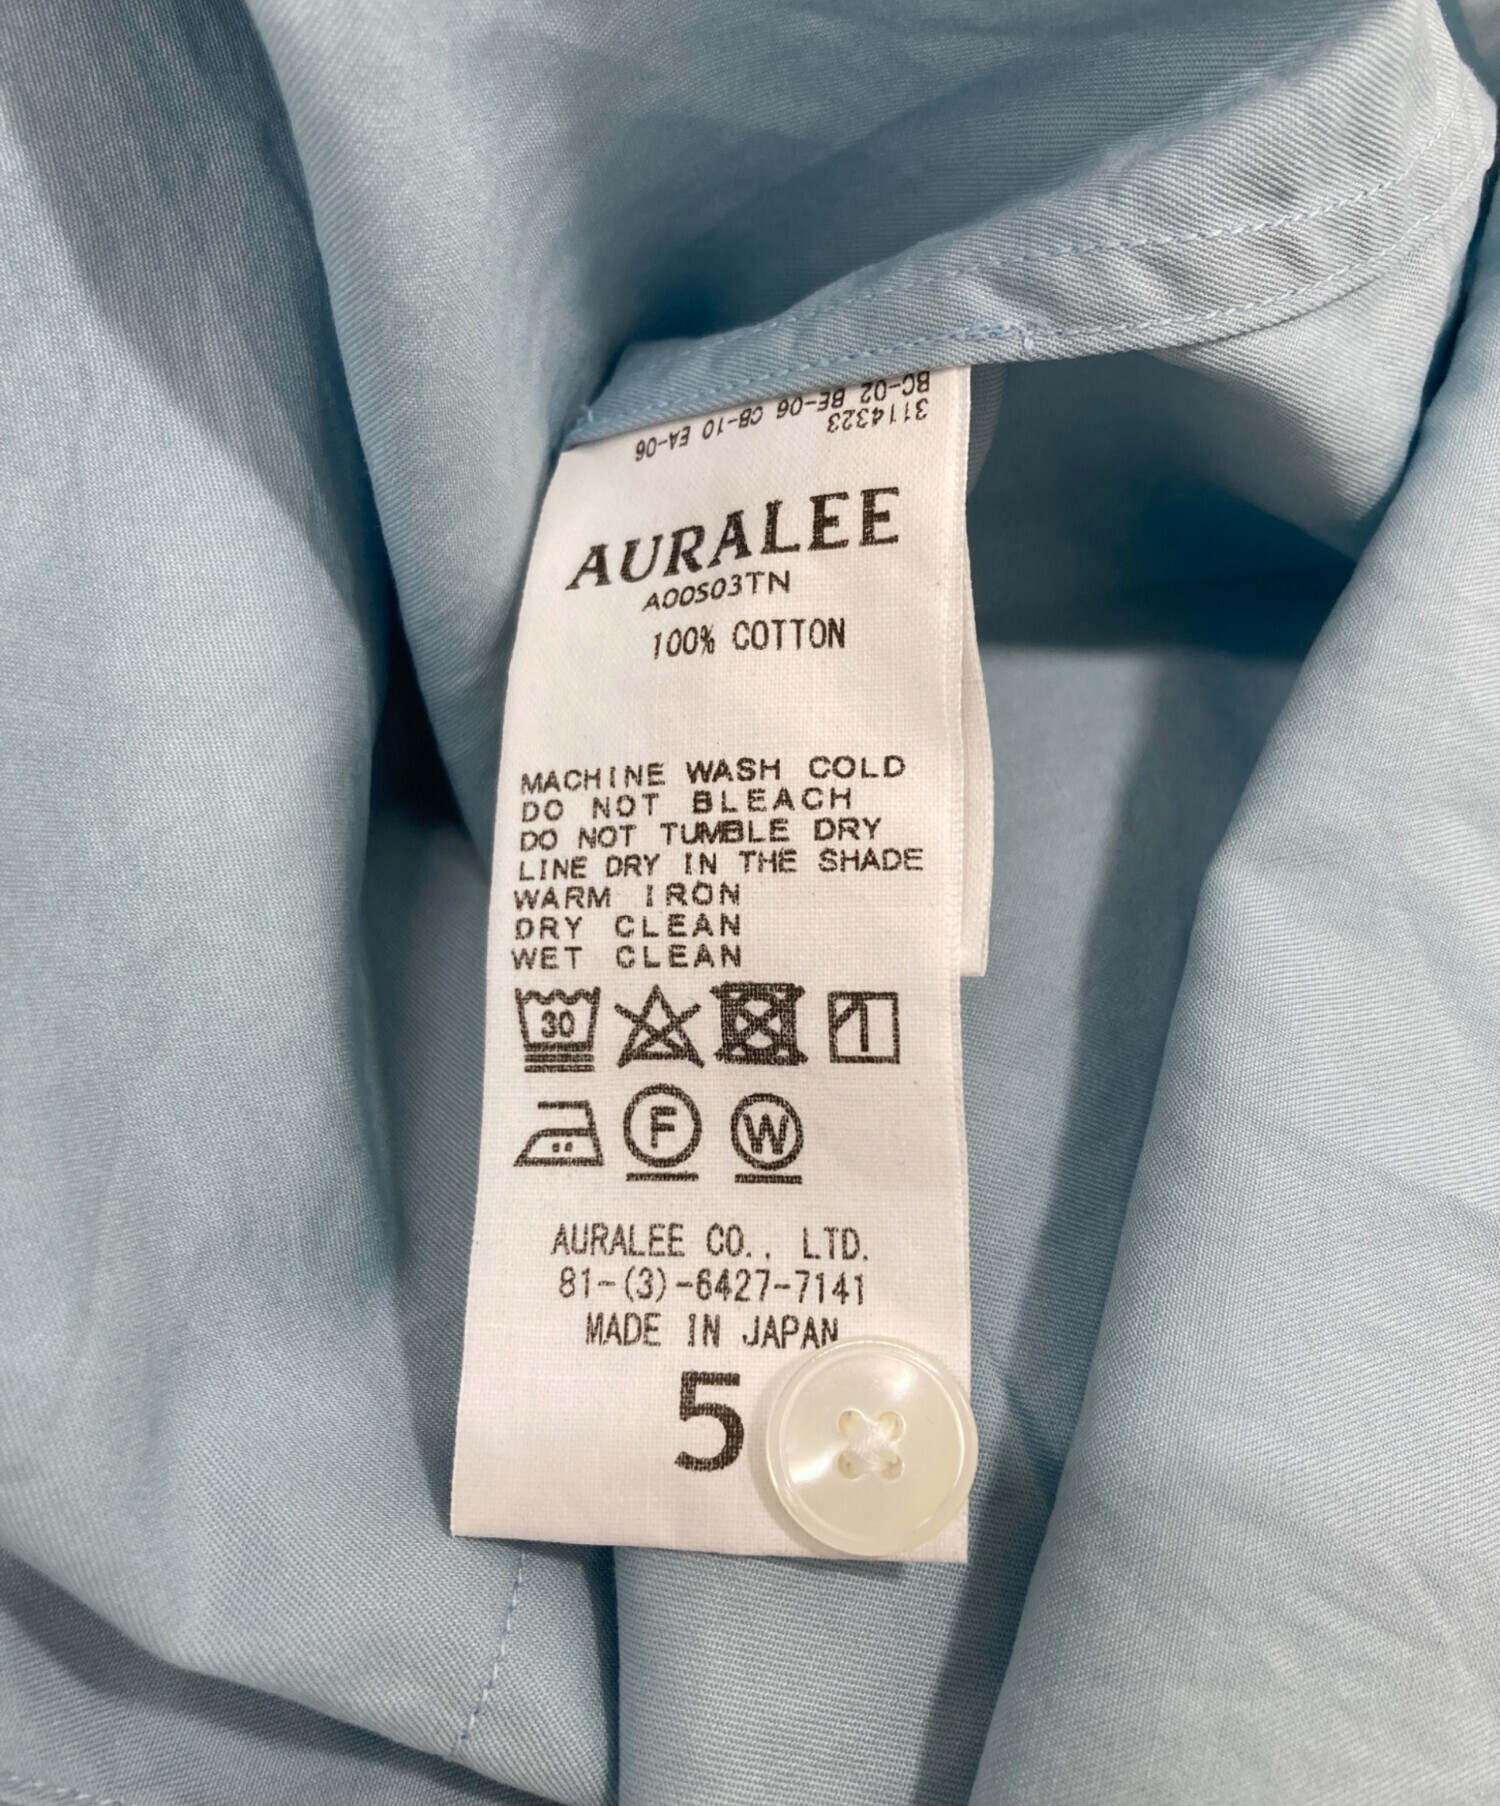 BC-02 BE-06 CB-10 EA-06
3114323
AURALEE
A00S03TN
100% COTTON
MACHINE WASH COLD
DO NOT BLEACH
DO NOT TUMBLE DRY
LINE DRY IN THE SHADE
WARM IRON
DRY CLEAN
WET CLEAN
30
F W
AURALEE CO., LTD.
81-(3)-6427-7141
MADE IN JAPAN
5